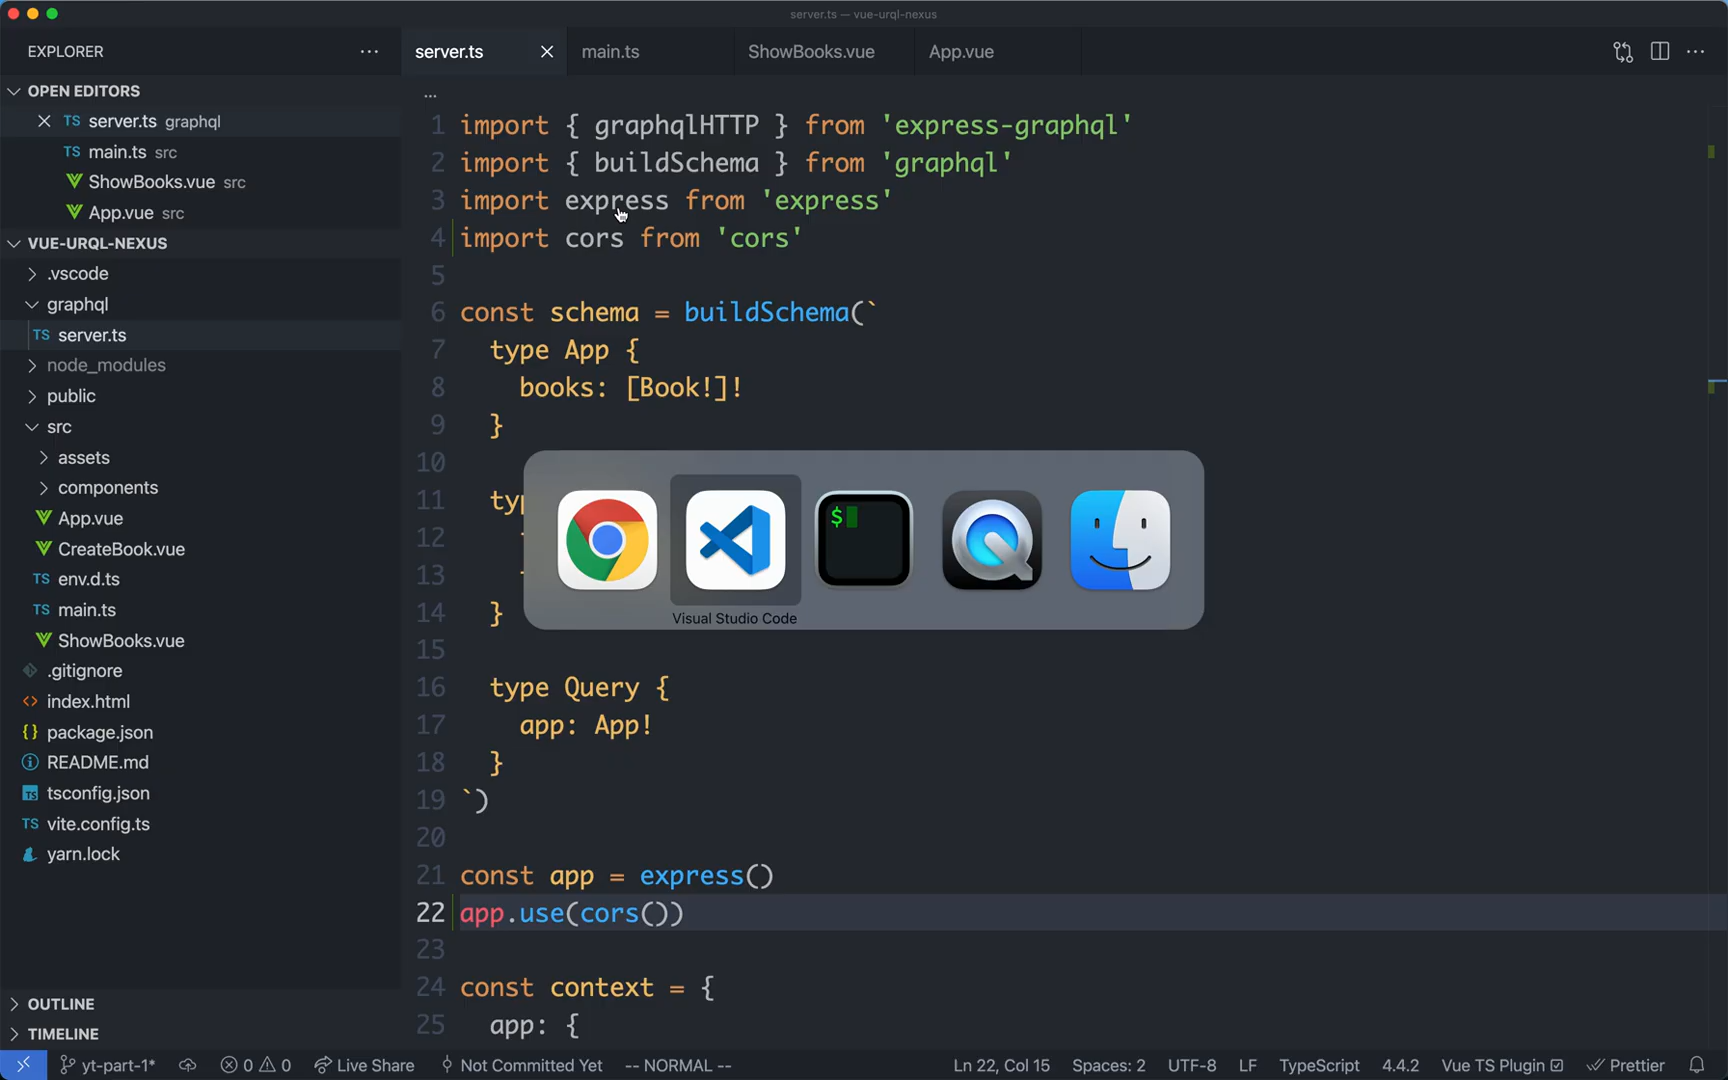 server.ts — vue-urql-nexus
EXPLORER
server.ts
main.ts
ShowBooks.vue
App.vue
OPEN EDITORS
TS server.ts graphql
TS main.ts src
ShowBooks.vue src
App.vue src
VUE-URQL-NEXUS
.vscode
graphql
TS server.ts
node_modules
public
src
assets
components
App.vue
CreateBook.vue
TS env.d.ts
TS main.ts
ShowBooks.vue
.gitignore
<> index.html
{} package.json
README.md
TS tsconfig.json
TS vite.config.ts
yarn.lock
OUTLINE
TIMELINE
...
1 import { graphqlHTTP } from 'express-graphql'
2 import { buildSchema } from 'graphql'
3 import express from 'express'
4 import cors from 'cors'
5
6 const schema = buildSchema(`
7 type App {
8 books: [Book!]!
9 }
10
11 typ
12
13
14 }
15
16 type Query {
17 app: App!
18 }
19 `)
20
21 const app = express()
22 app.use(cors())
23
24 const context = {
25 app: {
$
Visual Studio Code
yt-part-1* 0 0 Live Share Not Committed Yet -- NORMAL -- Ln 22, Col 15 Spaces: 2 UTF-8 LF TypeScript 4.4.2 Vue TS Plugin Prettier